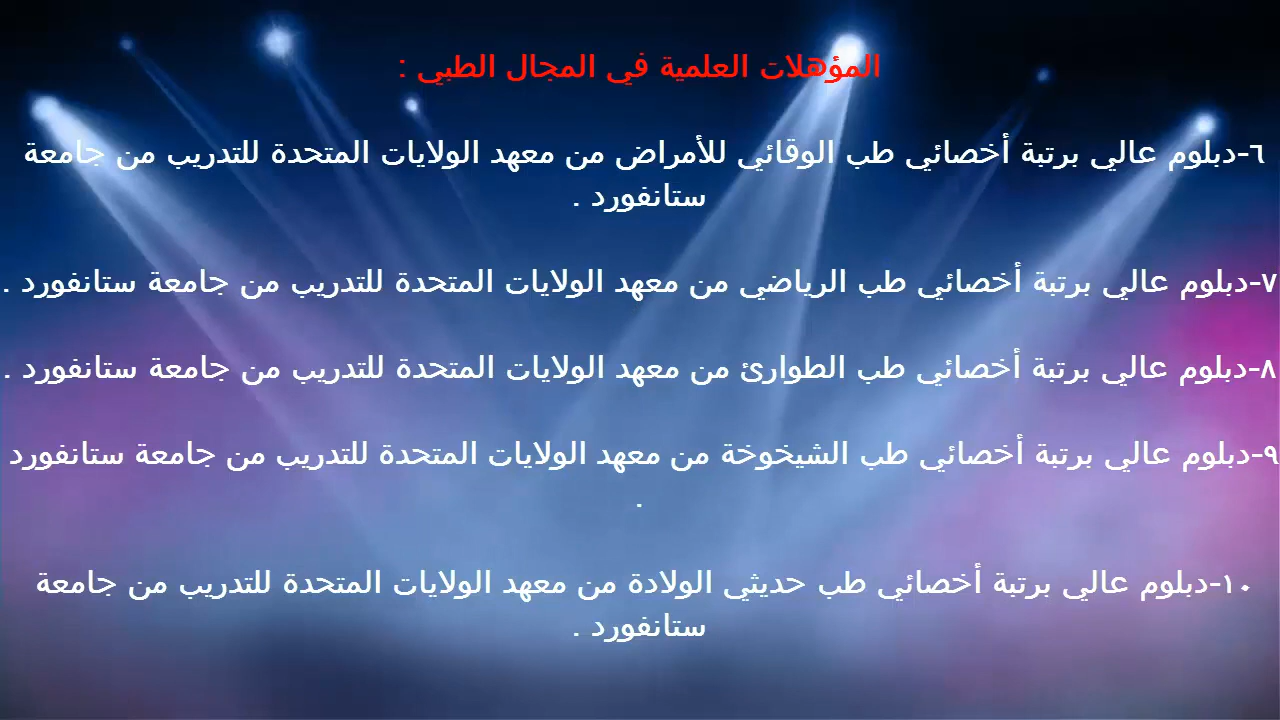 المؤهلات العلمية في المجال الطبي :
٦-دبلوم عالي برتبة أخصائي طب الوقائي للأمراض من معهد الولايات المتحدة للتدريب من جامعة
ستانفورد .
٧-دبلوم عالي برتبة أخصائي طب الرياضي من معهد الولايات المتحدة للتدريب من جامعة ستانفورد .
٨-دبلوم عالي برتبة أخصائي طب الطوارئ من معهد الولايات المتحدة للتدريب من جامعة ستانفورد .
٩-دبلوم عالي برتبة أخصائي طب الشيخوخة من معهد الولايات المتحدة للتدريب من جامعة ستانفورد
.
١٠-دبلوم عالي برتبة أخصائي طب حديثي الولادة من معهد الولايات المتحدة للتدريب من جامعة
ستانفورد .